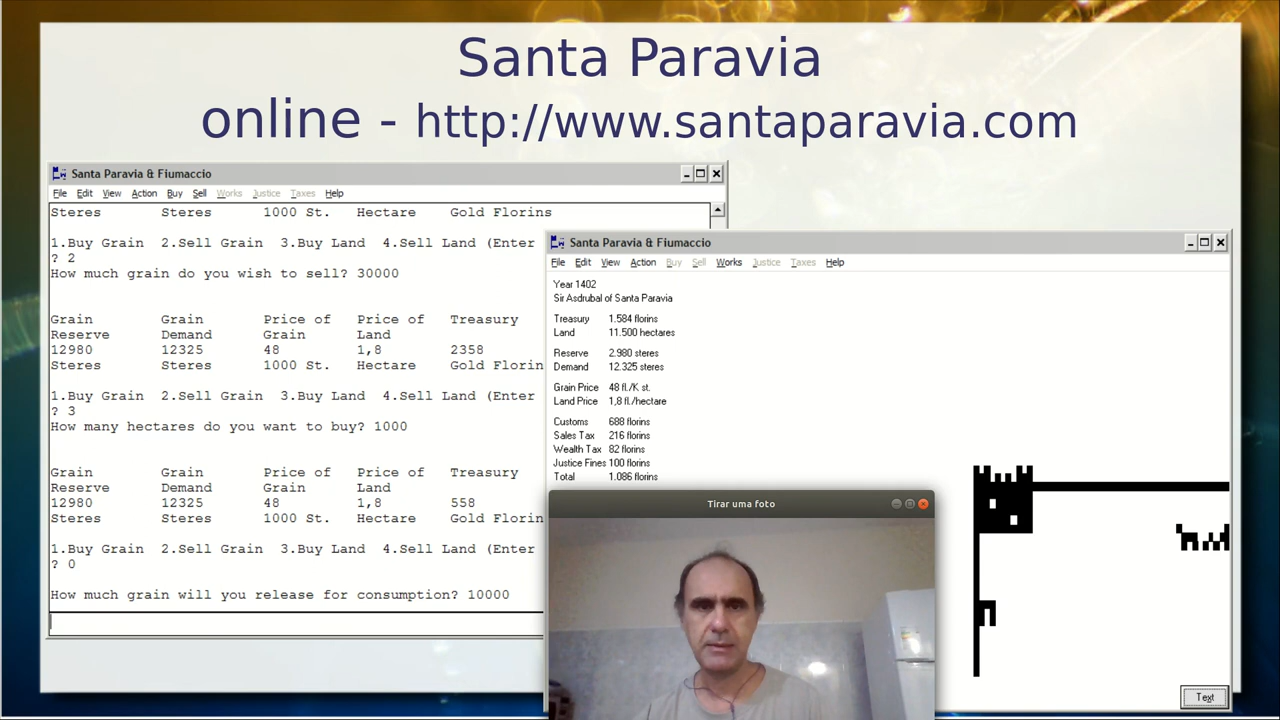 Santa Paravia
online - http://www.santaparavia.com
Santa Paravia & Fiumaccio
File Edit View Action Buy Sell Works Justice Taxes Help
Steres Steres 1000 St. Hectare Gold Florins
1.Buy Grain 2.Sell Grain 3.Buy Land 4.Sell Land (Enter
? 2
How much grain do you wish to sell? 30000
Grain Grain Price of Price of Treasury
Reserve Demand Grain Land
12980 12325 48 1,8 2358
Steres Steres 1000 St. Hectare Gold Florin
1.Buy Grain 2.Sell Grain 3.Buy Land 4.Sell Land (Enter
? 3
How many hectares do you want to buy? 1000
Grain Grain Price of Price of Treasury
Reserve Demand Grain Land
12980 12325 48 1,8 558
Steres Steres 1000 St. Hectare Gold Florin
1.Buy Grain 2.Sell Grain 3.Buy Land 4.Sell Land (Enter
? 0
How much grain will you release for consumption? 10000
Santa Paravia & Fiumaccio
File Edit View Action Buy Sell Works Justice Taxes Help
Year 1402
Sir Asdrubal of Santa Paravia
Treasury 1.584 florins
Land 11.500 hectares
Reserve 2.980 steres
Demand 12.325 steres
Grain Price 48 fl./K st.
Land Price 1,8 fl./hectare
Customs 688 florins
Sales Tax 216 florins
Wealth Tax 82 florins
Justice Fines 100 florins
Total 1.086 florins
Tirar uma foto
Text